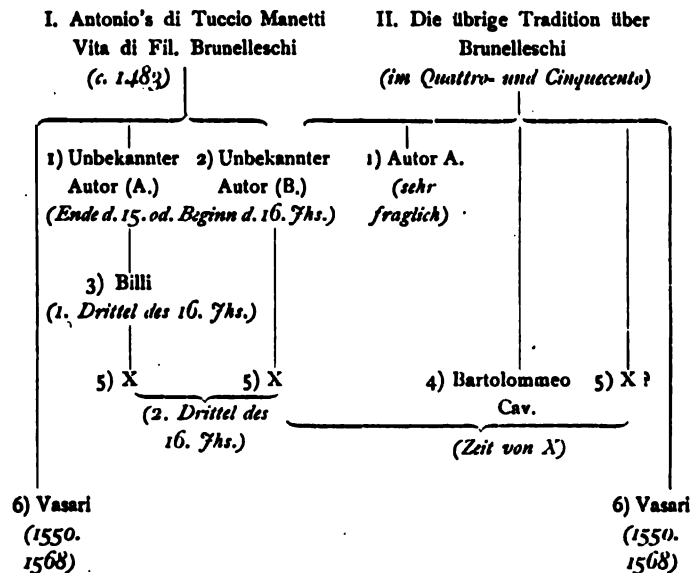 I. Antonio's di Tuccio Manetti
Vita di Fil. Brunelleschi
(c. 1483)
II. Die übrige Tradition über
Brunelleschi
(im Quattro- und Cinquecento)
1) Unbekannter
Autor (A.)
2) Unbekannter
Autor (B.)
(Ende d. 15. od. Beginn d. 16. Jhs.)
1) Autor A.
(sehr
fraglich)
3) Billi
(1. Drittel des 16. Jhs.)
5) X
5) X
(2. Drittel des
16. Jhs.)
4) Bartolommeo
Cav.
5) X ?
(Zeit von X)
6) Vasari
(1550.
1568)
6) Vasari
(1550.
1568)